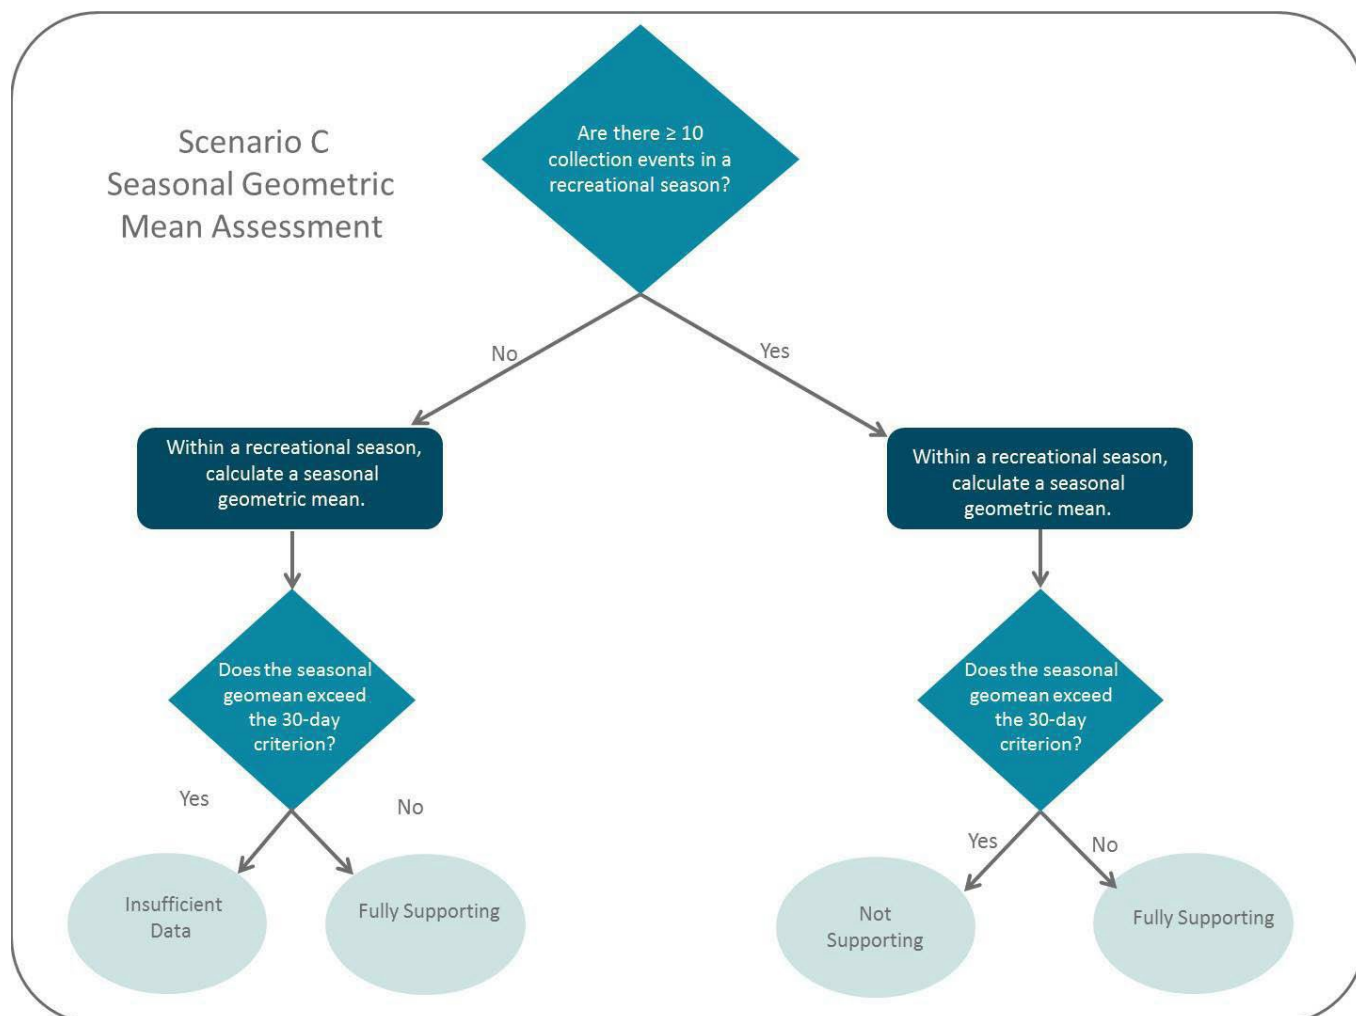 Scenario C
Seasonal Geometric
Mean Assessment
Are there ≥ 10
collection events in a
recreational season?
No
Yes
Within a recreational season,
calculate a seasonal
geometric mean.
Within a recreational season,
calculate a seasonal
geometric mean.
Does the seasonal
geomean exceed
the 30-day
criterion?
Does the seasonal
geomean exceed
the 30-day
criterion?
Yes
No
Yes
No
Insufficient
Data
Fully Supporting
Not
Supporting
Fully Supporting